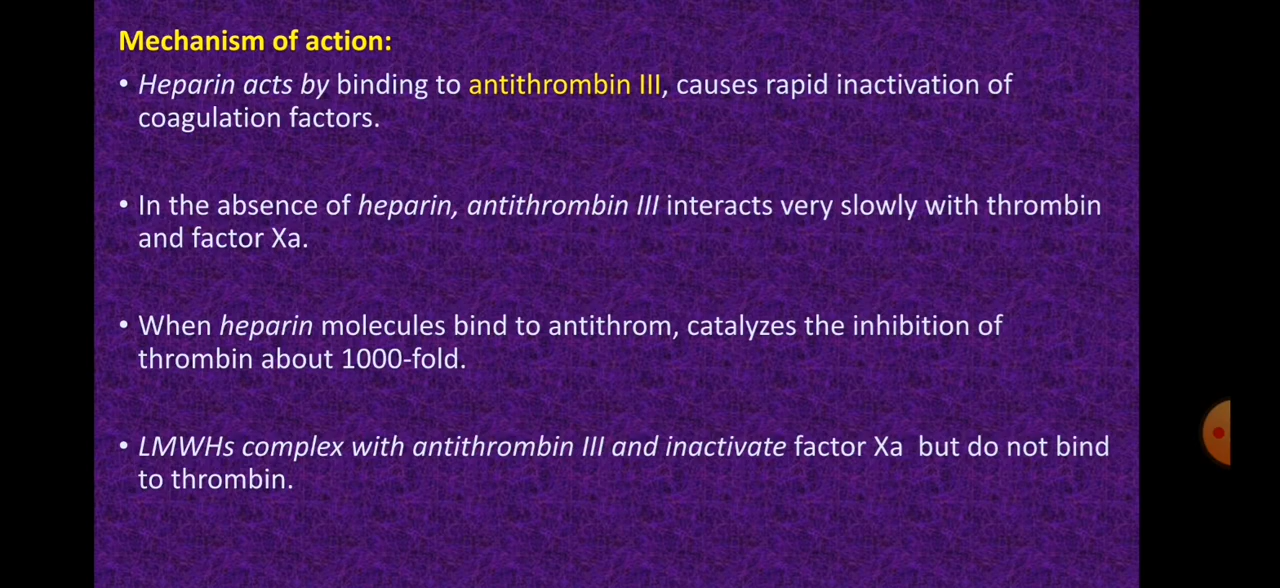 Mechanism of action:
• Heparin acts by binding to antithrombin III, causes rapid inactivation of
coagulation factors.
• In the absence of heparin, antithrombin III interacts very slowly with thrombin
and factor Xa.
• When heparin molecules bind to antithrom, catalyzes the inhibition of
thrombin about 1000-fold.
• LMWHs complex with antithrombin III and inactivate factor Xa  but do not bind
to thrombin.